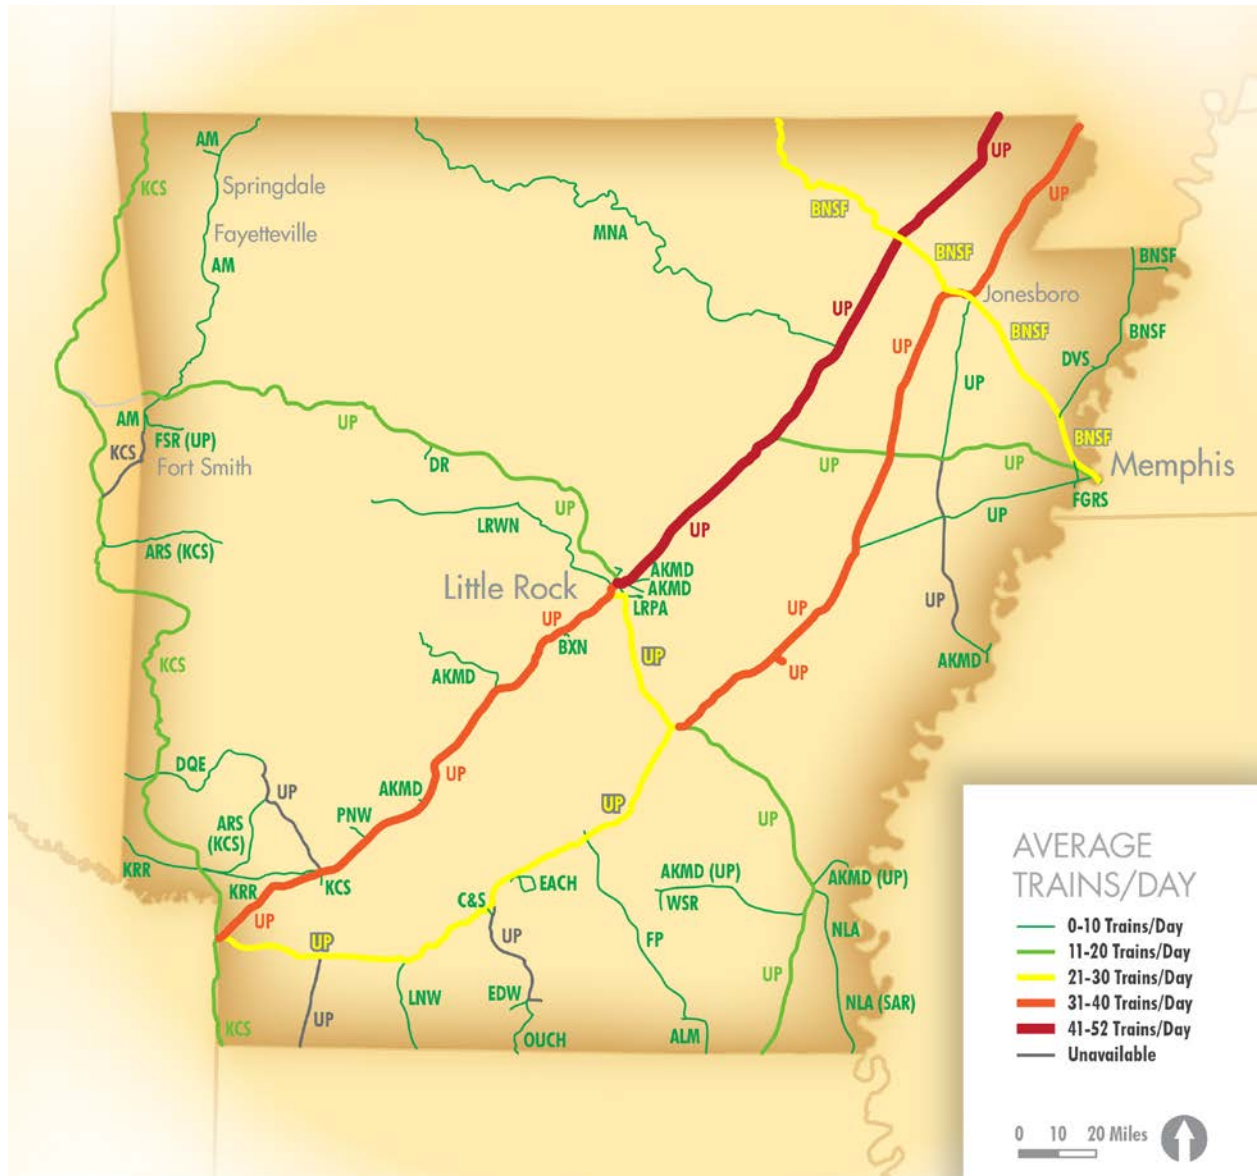 UP
AM
UP
KCS
Springdale
BNSF
MNA
Fayetteville
BNSF
BNSF
AM
Jonesboro
UP
BNSF
BNSF
UP
DVS
UP
AM
UP
FSR (UP)
KCS
Fort Smith
DR
UP
UP
BNSF
Memphis
UP
FGRS
LRWN
UP
UP
ARS (KCS)
AKMD
AKMD
Little Rock
LRPA
UP
UP
UP
BXN
UP
AKMD
KCS
AKMD
UP
DQE
UP
UP
AKMD
PNW
UP
UP
ARS
(KCS)
KRR
KRR
KCS
EACH
AKMD (UP)
AKMD (UP)
C&S
WSR
UP
UP
UP
FP
NLA
UP
LNW
EDW
NLA (SAR)
UP
KCS
OUCH
ALM
AVERAGE
TRAINS/DAY
0-10 Trains/Day
11-20 Trains/Day
21-30 Trains/Day
31-40 Trains/Day
41-52 Trains/Day
Unavailable
0 10 20 Miles